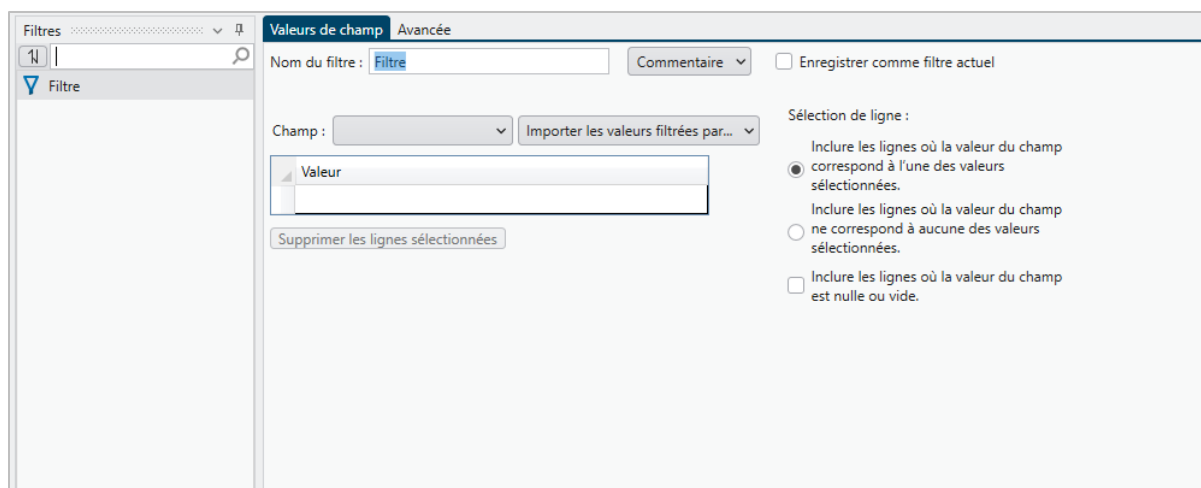 Filtres
Filtre
Valeurs de champ Avancée
Nom du filtre : Filtre Commentaire Enregistrer comme filtre actuel
Champ : Importer les valeurs filtrées par...
Valeur
Supprimer les lignes sélectionnées
Sélection de ligne :
Inclure les lignes où la valeur du champ
correspond à l'une des valeurs
sélectionnées.
Inclure les lignes où la valeur du champ
ne correspond à aucune des valeurs
sélectionnées.
Inclure les lignes où la valeur du champ
est nulle ou vide.